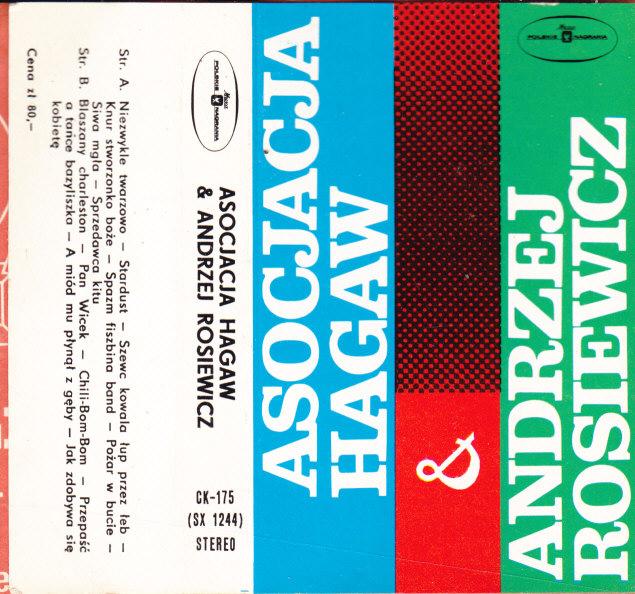 Str. A. Niezwykle twarzowo — Stardust — Szewc kowala łup przez łeb —
Knur stworzonko boże — Spazm fiszbina band — Pożar w bucie —
Siwa mgła — Sprzedawca kitu
Str. B. Blaszany charleston — Pan Wicek — Chili-Bom-Bom — Przepaść
a tańce bazyliszka — A miód mu płynął z gęby — Jak zdobywa się
kobietę
Cena zł 80,—
Muza
POLSKIE NAGRANIA
ASOCJACJA HAGAW
& ANDRZEJ ROSIEWICZ
CK-175
(SX 1244)
STEREO
ASOCJACJA
HAGAW
&
ANDRZEJ
ROSIEWICZ
Muza
POLSKIE NAGRANIA